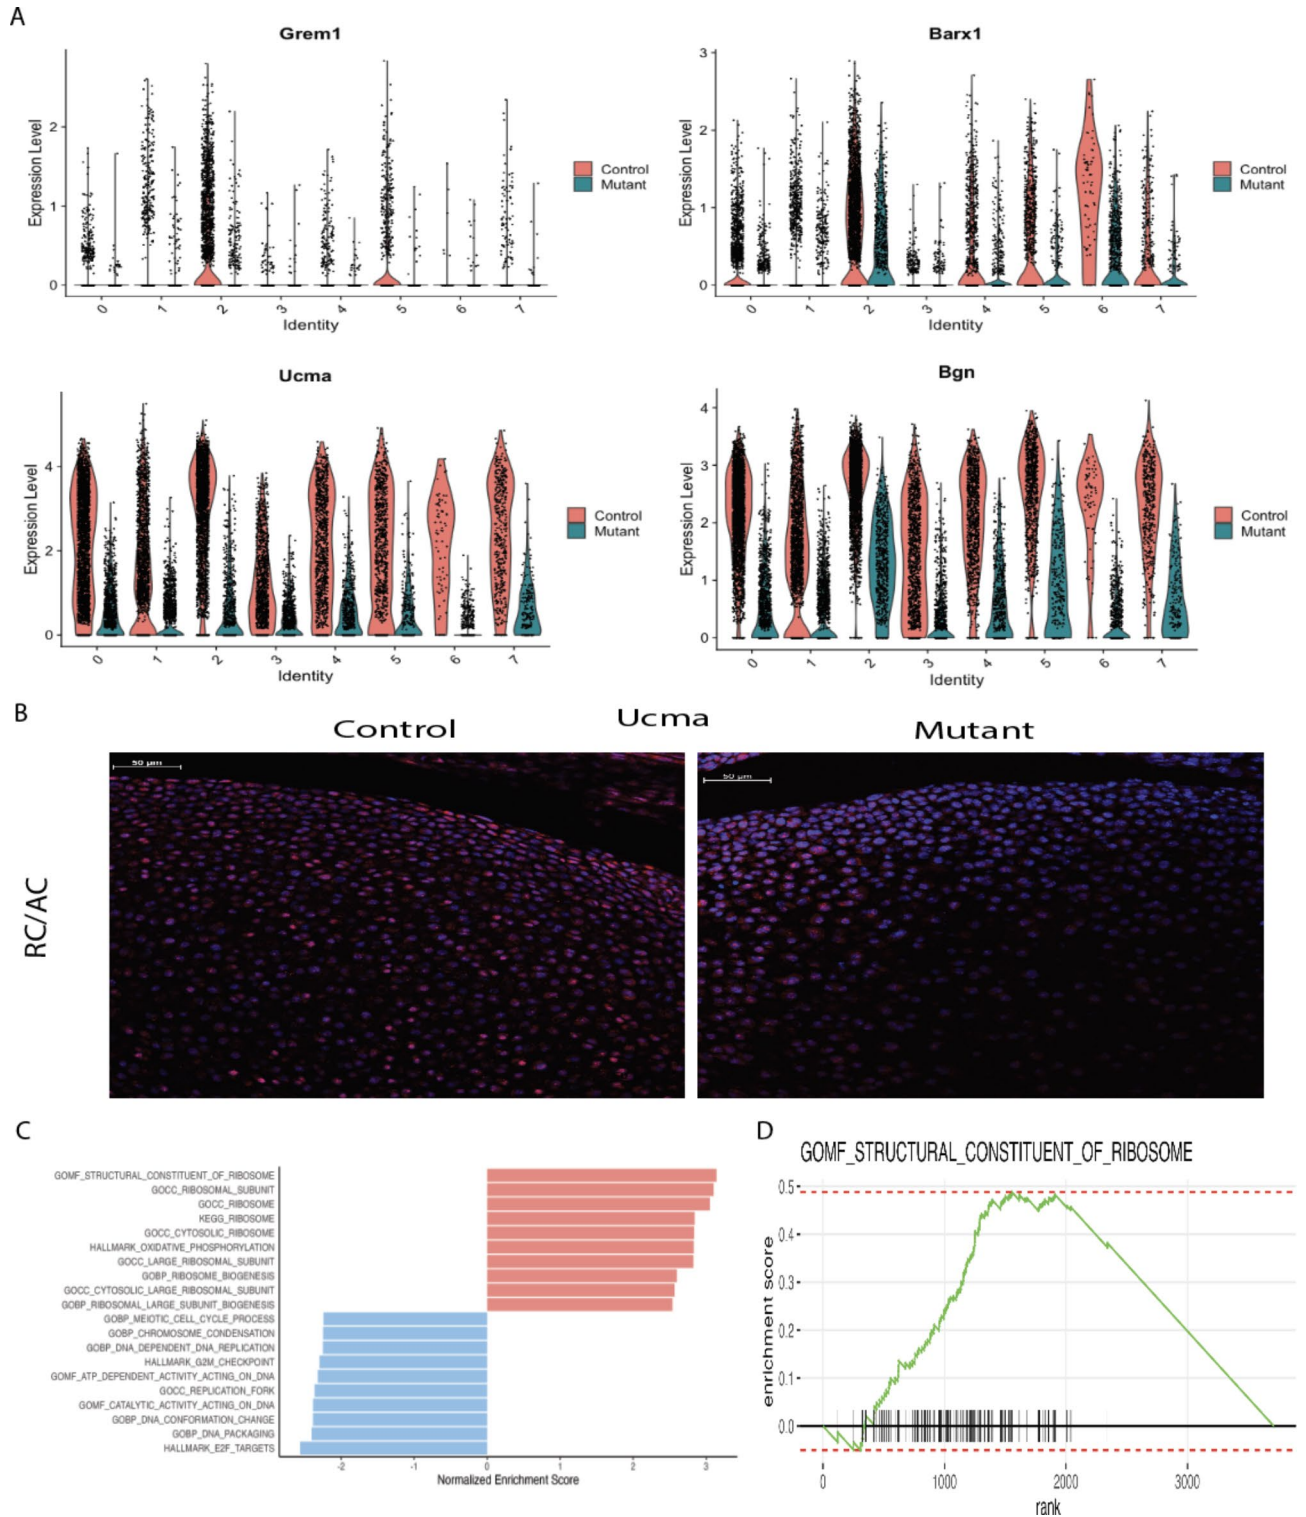 A
Grem1
Expression Level
2
1
0
0 1 2 3 4 5 6 7
Identity
Control
Mutant
Barx1
Expression Level
3
2
1
0
0 1 2 3 4 5 6 7
Identity
Control
Mutant
Ucma
Expression Level
4
2
0
0 1 2 3 4 5 6 7
Identity
Control
Mutant
Bgn
Expression Level
4
3
2
1
0
0 1 2 3 4 5 6 7
Identity
Control
Mutant
B
Ucma
Control
Mutant
RC/AC
50 µm
50 µm
C
GOMF_STRUCTURAL_CONSTITUENT_OF_RIBOSOME
GOCC_RIBOSOMAL_SUBUNIT
GOCC_RIBOSOME
KEGG_RIBOSOME
GOCC_CYTOSOLIC_RIBOSOME
HALLMARK_OXIDATIVE_PHOSPHORYLATION
GOCC_LARGE_RIBOSOMAL_SUBUNIT
GOBP_RIBOSOME_BIOGENESIS
GOCC_CYTOSOLIC_LARGE_RIBOSOMAL_SUBUNIT
GOBP_RIBOSOMAL_LARGE_SUBUNIT_BIOGENESIS
GOBP_MEIOTIC_CELL_CYCLE_PROCESS
GOBP_CHROMOSOME_CONDENSATION
GOBP_DNA_DEPENDENT_DNA_REPLICATION
HALLMARK_G2M_CHECKPOINT
GOMF_ATP_DEPENDENT_ACTIVITY_ACTING_ON_DNA
GOCC_REPLICATION_FORK
GOMF_CATALYTIC_ACTIVITY_ACTING_ON_DNA
GOBP_DNA_CONFORMATION_CHANGE
GOBP_DNA_PACKAGING
HALLMARK_E2F_TARGETS
-2 -1 0 1 2 3
Normalized Enrichment Score
D
GOMF_STRUCTURAL_CONSTITUENT_OF_RIBOSOME
enrichment score
0.5
0.4
0.3
0.2
0.1
0.0
0 1000 2000 3000
rank